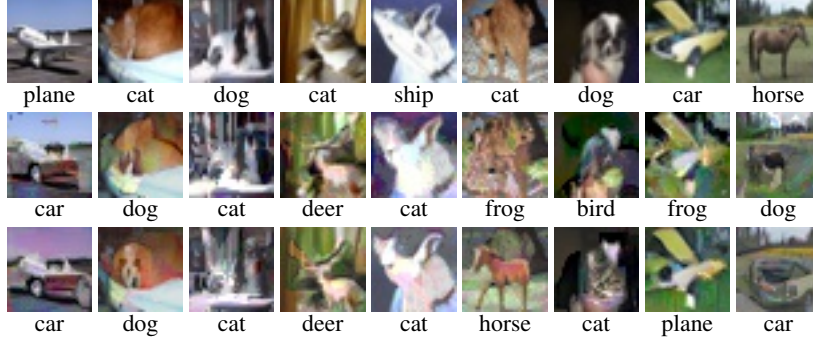 plane cat dog cat ship cat dog car horse
car dog cat deer cat frog bird frog dog
car dog cat deer cat horse cat plane car